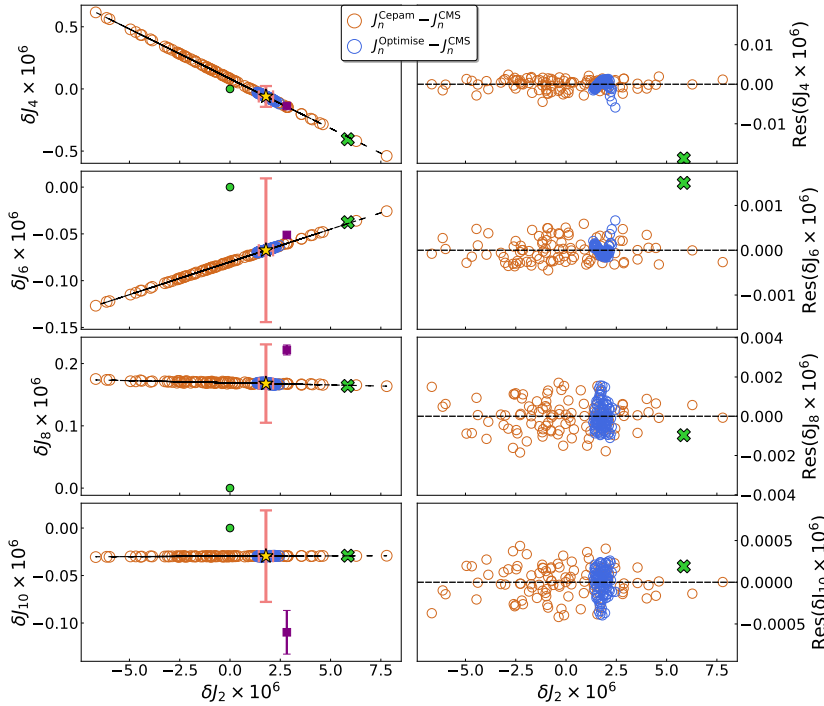 J_n^Cepam − J_n^CMS
J_n^Optimise − J_n^CMS
0.5
0.0
−0.5
δJ_4 × 10^6
0.01
0.00
−0.01
Res(δJ_4 × 10^6)
0.00
−0.05
−0.10
−0.15
δJ_6 × 10^6
0.001
0.000
−0.001
Res(δJ_6 × 10^6)
0.2
0.1
0.0
δJ_8 × 10^6
0.004
0.002
0.000
−0.002
−0.004
Res(δJ_8 × 10^6)
0.00
−0.05
−0.10
δJ_10 × 10^6
0.0005
0.0000
−0.0005
Res(δJ_10 × 10^6)
−5.0 −2.5 0.0 2.5 5.0 7.5
δJ_2 × 10^6
−5.0 −2.5 0.0 2.5 5.0 7.5
δJ_2 × 10^6